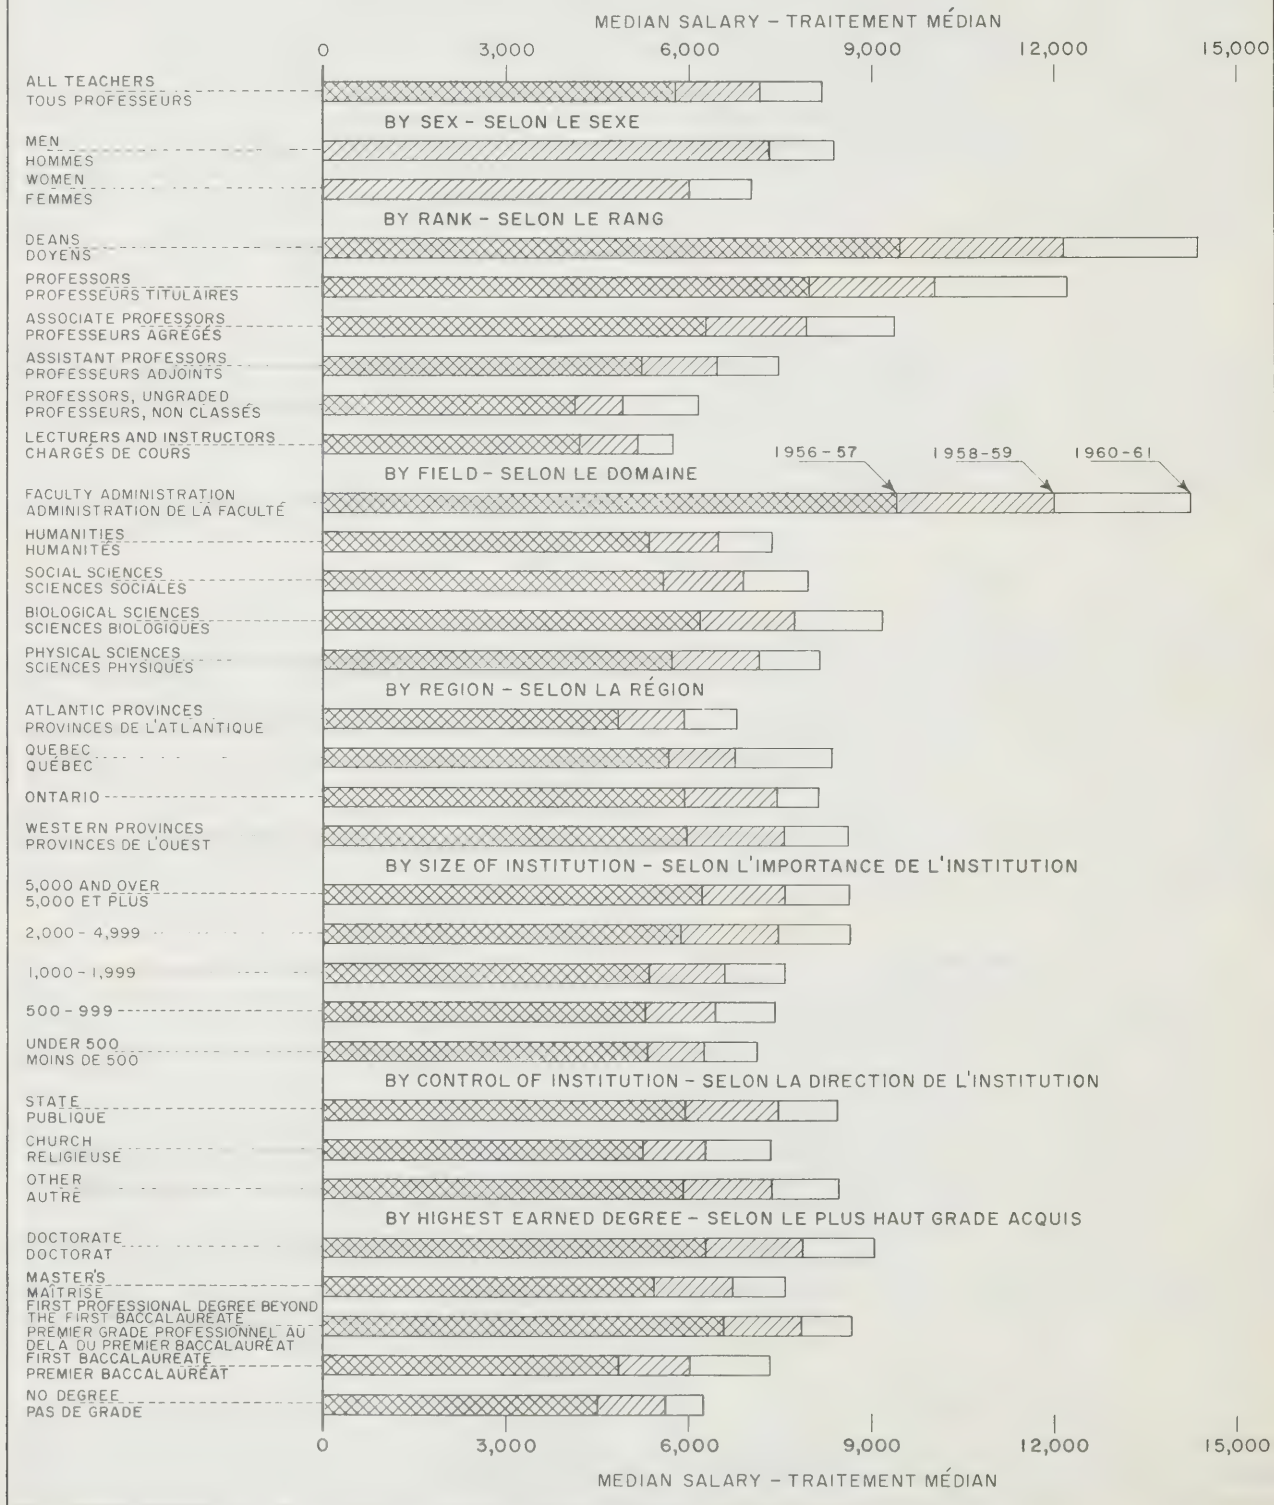 MEDIAN SALARY – TRAITEMENT MÉDIAN
0 3,000 6,000 9,000 12,000 15,000
ALL TEACHERS
TOUS PROFESSEURS
BY SEX – SELON LE SEXE
MEN
HOMMES
WOMEN
FEMMES
BY RANK – SELON LE RANG
DEANS
DOYENS
PROFESSORS
PROFESSEURS TITULAIRES
ASSOCIATE PROFESSORS
PROFESSEURS AGRÉGÉS
ASSISTANT PROFESSORS
PROFESSEURS ADJOINTS
PROFESSORS, UNGRADED
PROFESSEURS, NON CLASSÉS
LECTURERS AND INSTRUCTORS
CHARGÉS DE COURS
1956-57 1958-59 1960-61
BY FIELD – SELON LE DOMAINE
FACULTY ADMINISTRATION
ADMINISTRATION DE LA FACULTÉ
HUMANITIES
HUMANITÉS
SOCIAL SCIENCES
SCIENCES SOCIALES
BIOLOGICAL SCIENCES
SCIENCES BIOLOGIQUES
PHYSICAL SCIENCES
SCIENCES PHYSIQUES
BY REGION – SELON LA RÉGION
ATLANTIC PROVINCES
PROVINCES DE L'ATLANTIQUE
QUEBEC
QUÉBEC
ONTARIO
WESTERN PROVINCES
PROVINCES DE L'OUEST
BY SIZE OF INSTITUTION – SELON L'IMPORTANCE DE L'INSTITUTION
5,000 AND OVER
5,000 ET PLUS
2,000 - 4,999
1,000 - 1,999
500 - 999
UNDER 500
MOINS DE 500
BY CONTROL OF INSTITUTION – SELON LA DIRECTION DE L'INSTITUTION
STATE
PUBLIQUE
CHURCH
RELIGIEUSE
OTHER
AUTRE
BY HIGHEST EARNED DEGREE – SELON LE PLUS HAUT GRADE ACQUIS
DOCTORATE
DOCTORAT
MASTER'S
MAÎTRISE
FIRST PROFESSIONAL DEGREE BEYOND
THE FIRST BACCALAUREATE
PREMIER GRADE PROFESSIONNEL AU
DELÀ DU PREMIER BACCALAURÉAT
FIRST BACCALAUREATE
PREMIER BACCALAURÉAT
NO DEGREE
PAS DE GRADE
0 3,000 6,000 9,000 12,000 15,000
MEDIAN SALARY – TRAITEMENT MÉDIAN